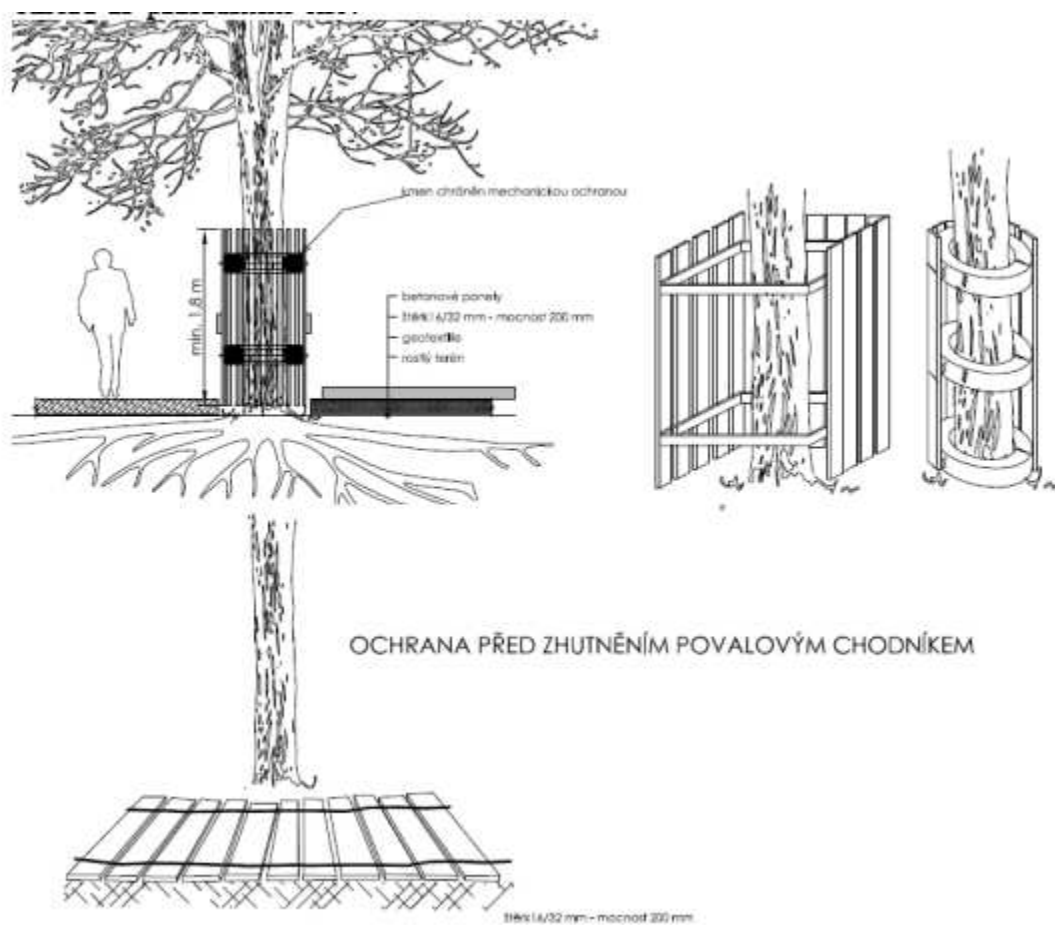 kmen chráněn mechanickou ochranou
min. 1,8 m
betonové panely
štěrk 16/32 mm – mocnost 200 mm
geotextilie
rostlý terén
OCHRANA PŘED ZHUTNĚNÍM POVALOVÝM CHODNÍKEM
štěrk 16/32 mm – mocnost 200 mm